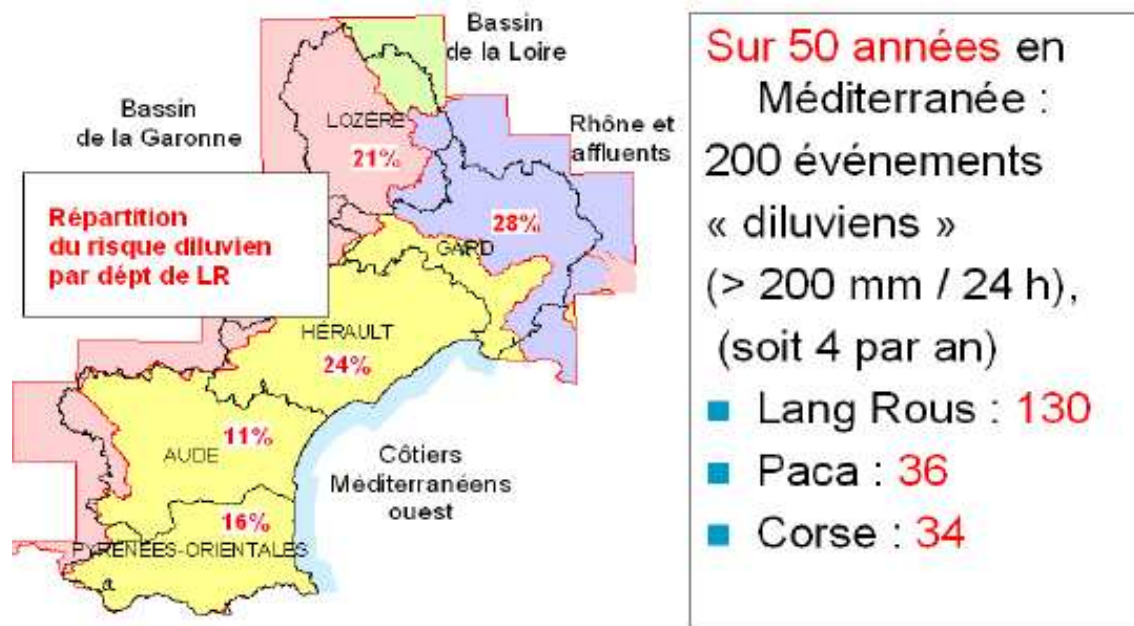 Bassin
de la Loire
Bassin
de la Garonne
LOZÈRE
21%
Rhône et
affluents
28%
GARD
Répartition
du risque diluvien
par dépt de LR
HÉRAULT
24%
11%
AUDE
Côtiers
Méditerranéens
ouest
16%
PYRÉNÉES-ORIENTALES
Sur 50 années en
Méditerranée :
200 événements
« diluviens »
(> 200 mm / 24 h),
(soit 4 par an)
Lang Rous : 130
Paca : 36
Corse : 34